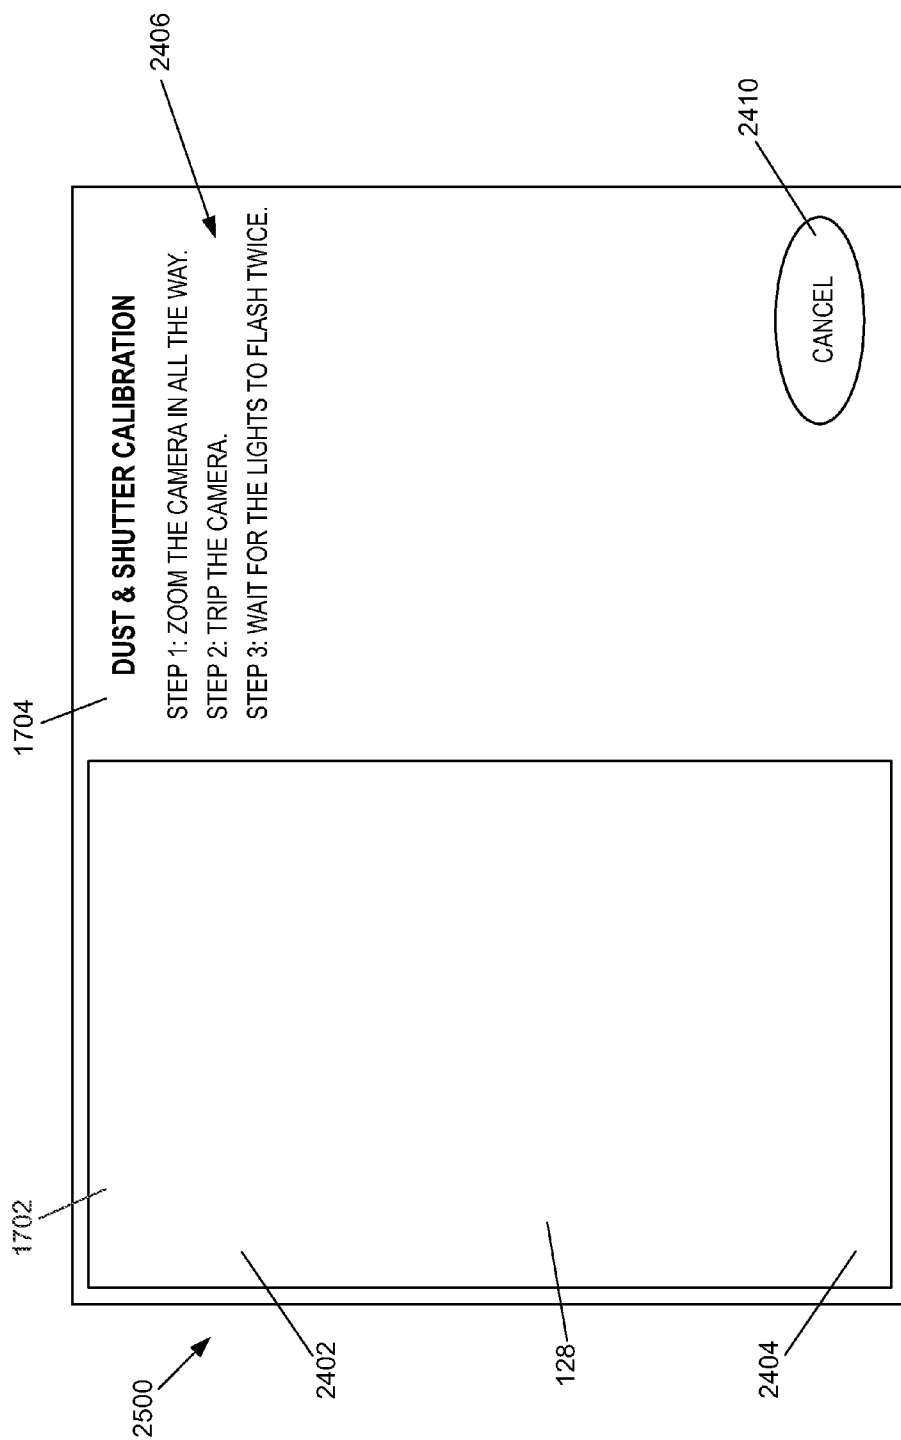 2406
1704
1702
DUST & SHUTTER CALIBRATION
STEP 1: ZOOM THE CAMERA IN ALL THE WAY.
STEP 2: TRIP THE CAMERA.
STEP 3: WAIT FOR THE LIGHTS TO FLASH TWICE.
2500
2402
128
2404
CANCEL
2410